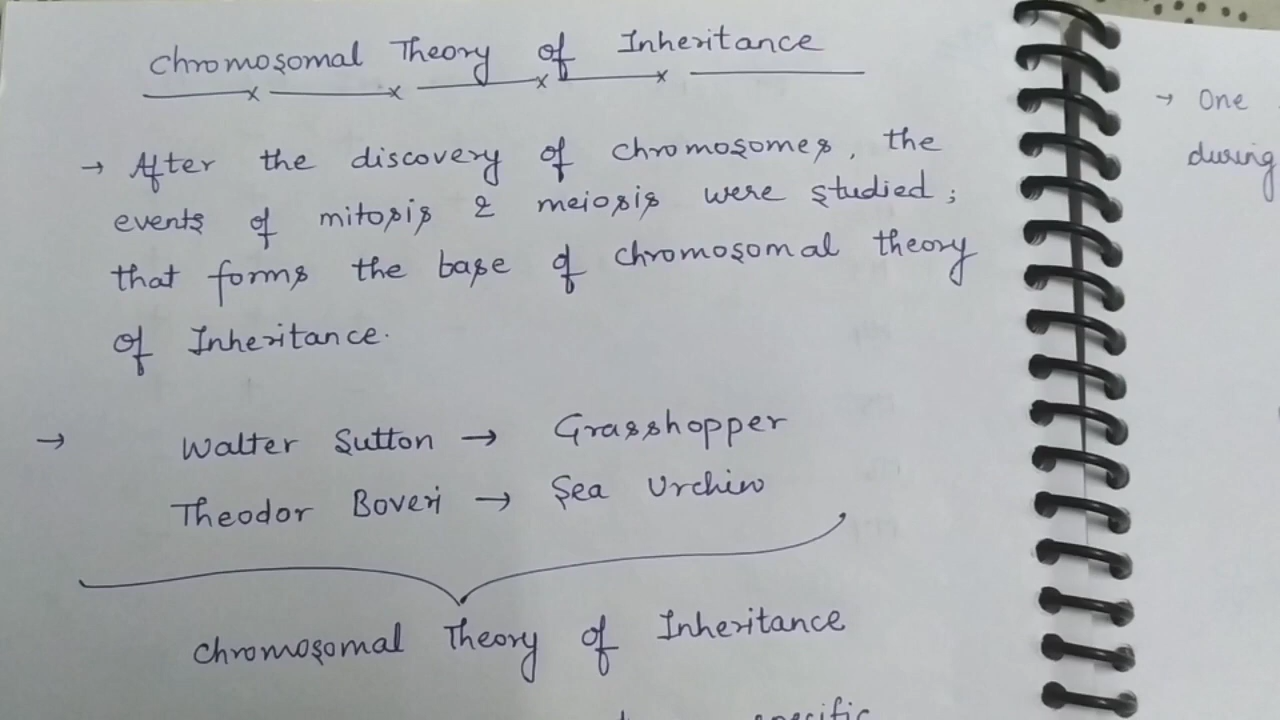 Chromosomal Theory of Inheritance
→ After the discovery of chromosomes, the
events of mitosis & meiosis were studied;
that forms the base of chromosomal theory
of Inheritance.
→ Walter Sutton → Grasshopper
Theodor Boveri → Sea Urchin
Chromosomal Theory of Inheritance
specific
→ One
during